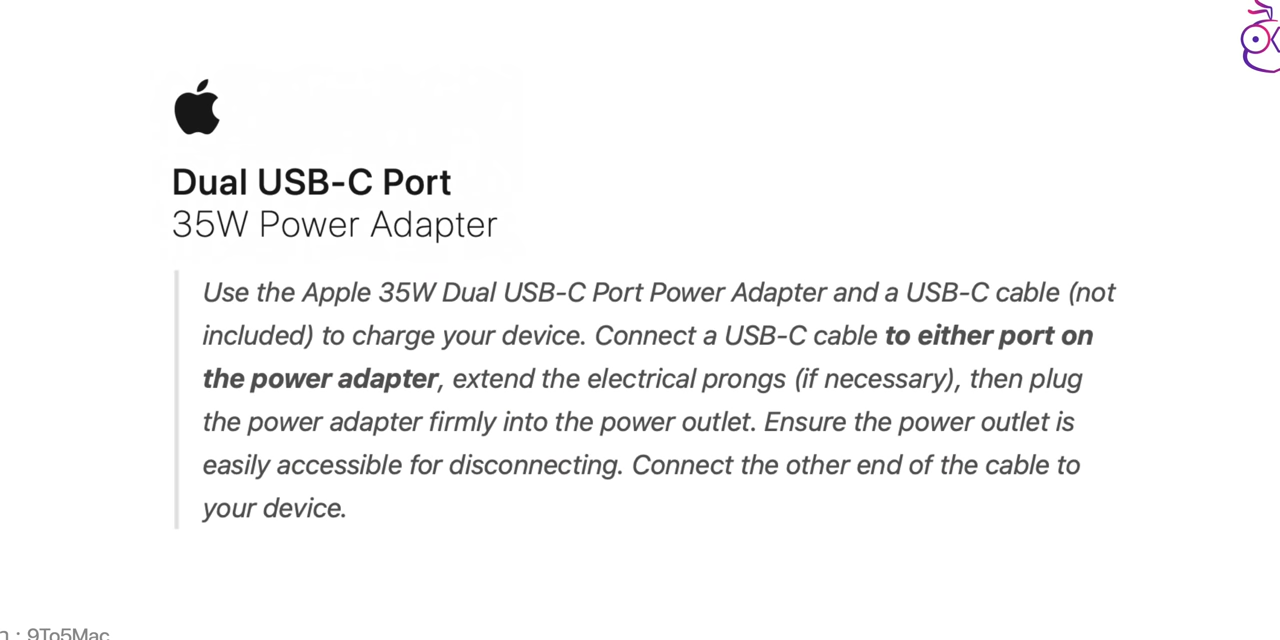 Dual USB-C Port
35W Power Adapter
Use the Apple 35W Dual USB-C Port Power Adapter and a USB-C cable (not
included) to charge your device. Connect a USB-C cable to either port on
the power adapter, extend the electrical prongs (if necessary), then plug
the power adapter firmly into the power outlet. Ensure the power outlet is
easily accessible for disconnecting. Connect the other end of the cable to
your device.
: 9To5Mac